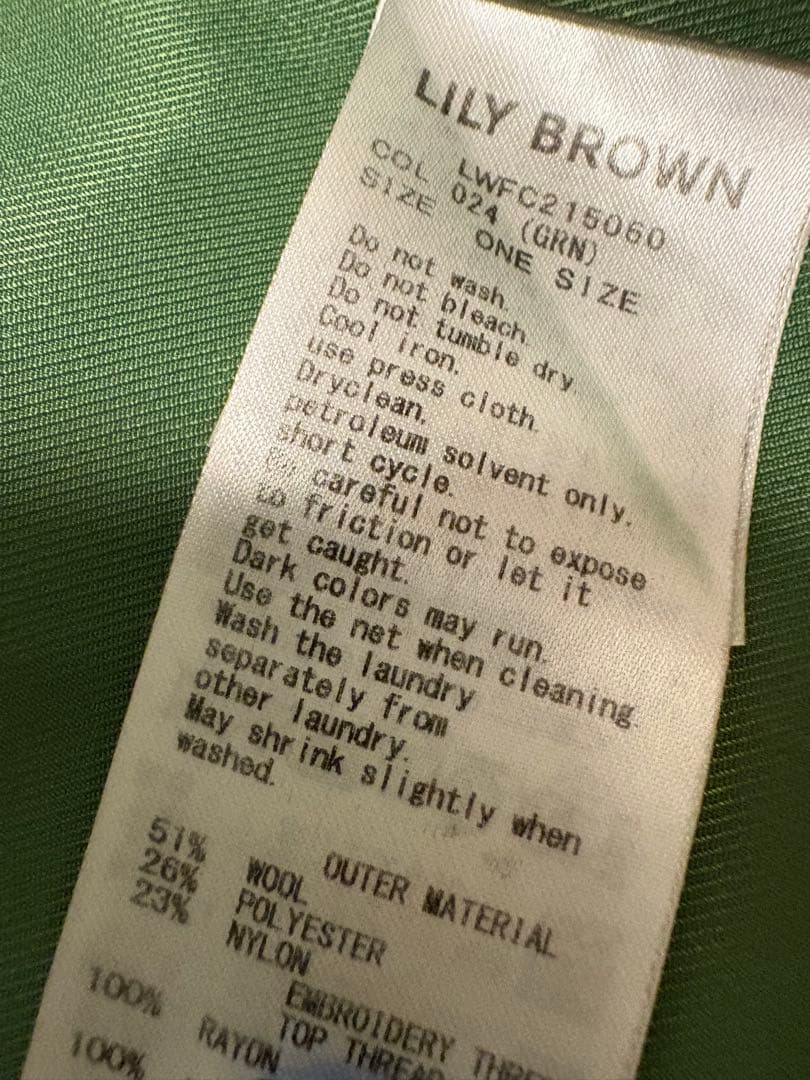 LILY BROWN
LWFC215060
COL 024 (GRN)
SIZE ONE SIZE
Do not wash.
Do not bleach.
Do not tumble dry.
Cool iron.
use press cloth.
Dryclean,
petroleum solvent only.
short cycle.
careful not to expose
to friction or let it
get caught.
Dark colors may run.
Use the net when cleaning.
Wash the laundry
separately from
other laundry.
May shrink slightly when
washed.
OUTER MATERIAL
51% WOOL
26% POLYESTER
23% NYLON
EMBROIDERY
TOP THREAD
100% RAYON
100%